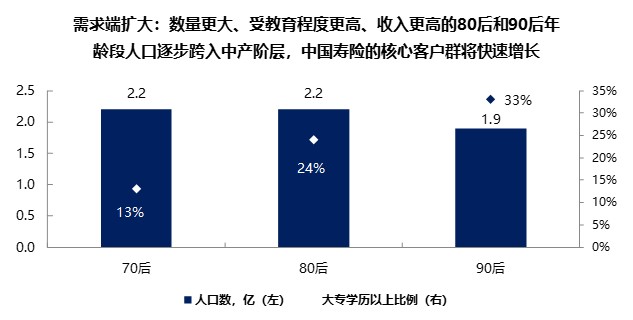 需求端扩大：数量更大、受教育程度更高、收入更高的80后和90后年
龄段人口逐步跨入中产阶层，中国寿险的核心客户群将快速增长
2.5
2.0
1.5
1.0
0.5
0.0
2.2
2.2
1.9
13%
24%
33%
35%
30%
25%
20%
15%
10%
5%
0%
70后
80后
90后
人口数，亿（左）
大专学历以上比例（右）